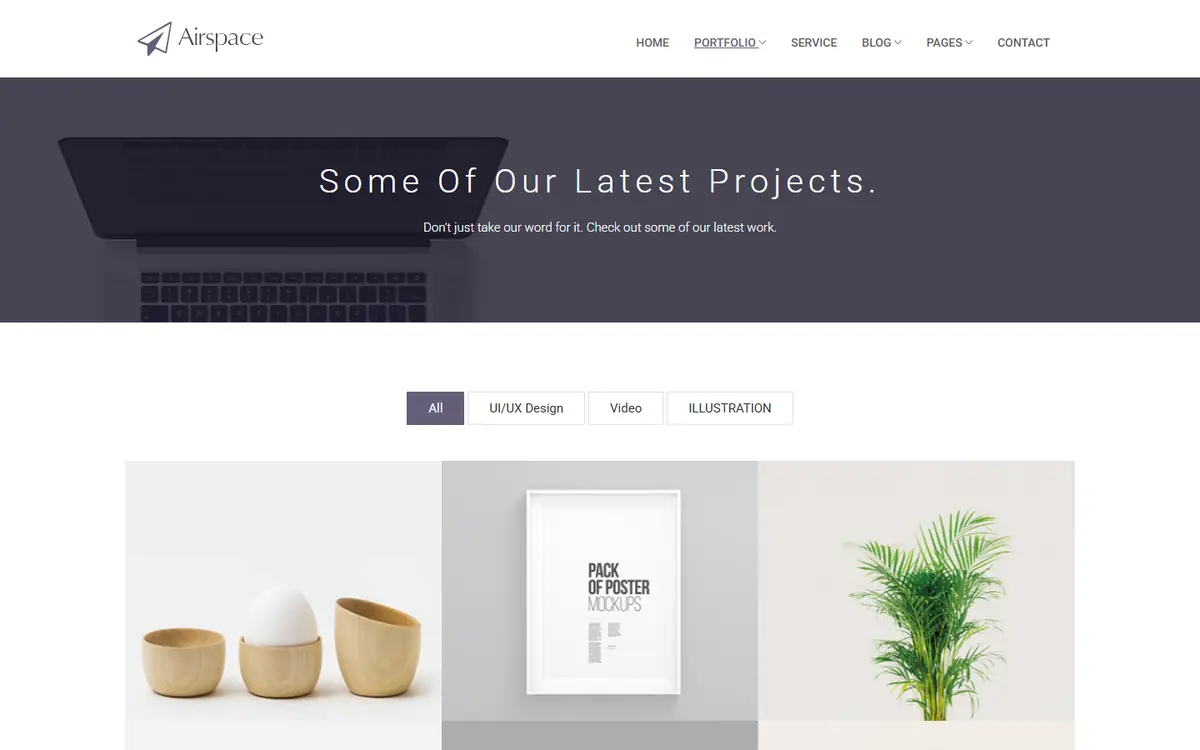 Airspace
HOME PORTFOLIO SERVICE BLOG PAGES CONTACT
Some Of Our Latest Projects.
Don't just take our word for it. Check out some of our latest work.
All UI/UX Design Video ILLUSTRATION
PACK
OF POSTER
MOCKUPS